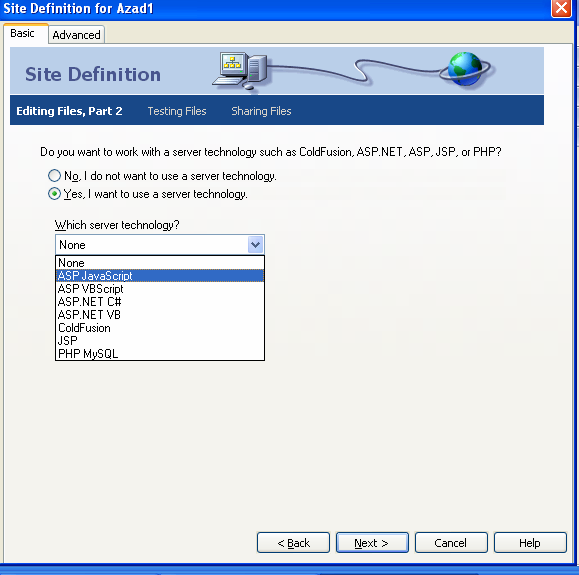 Site Definition for Azad1
Basic Advanced
Site Definition
Editing Files, Part 2 Testing Files Sharing Files
Do you want to work with a server technology such as ColdFusion, ASP.NET, ASP, JSP, or PHP?
No, I do not want to use a server technology.
Yes, I want to use a server technology.
Which server technology?
None
None
ASP JavaScript
ASP VBScript
ASP.NET C#
ASP.NET VB
ColdFusion
JSP
PHP MySQL
< Back Next > Cancel Help